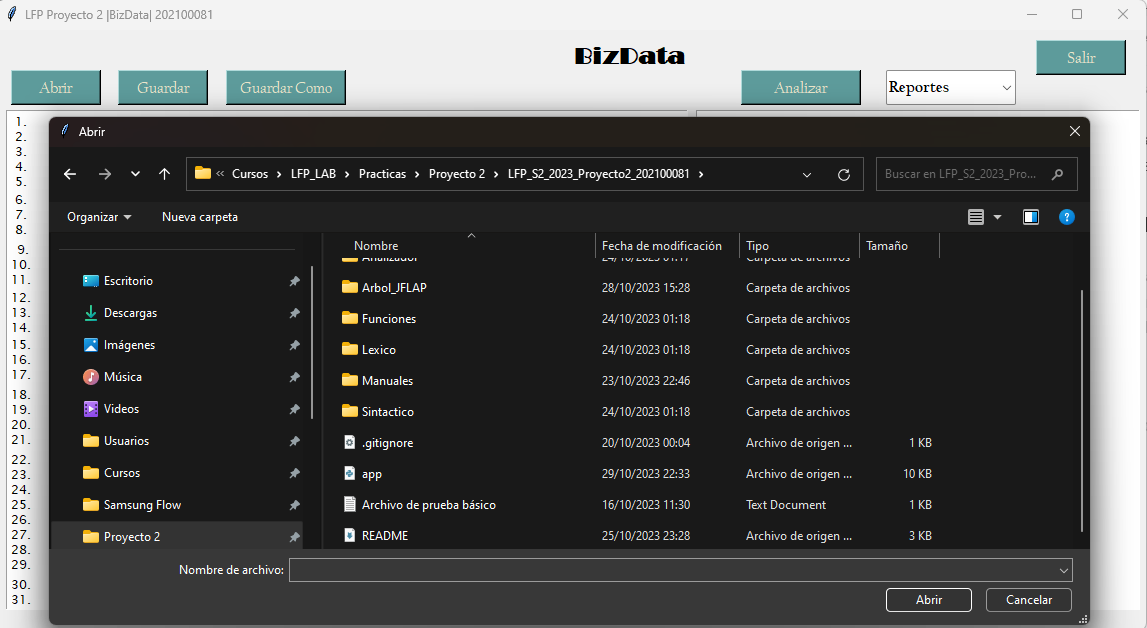 LFP Proyecto 2 |BizData| 202100081
BizData
Salir
Abrir Guardar Guardar Como Analizar Reportes
1.
2.
3.
4.
5.
6.
7.
8.
9.
10.
11.
12.
13.
14.
15.
16.
17.
18.
19.
20.
21.
22.
23.
24.
25.
26.
27.
28.
29.
30.
31.
Abrir
« Cursos › LFP_LAB › Practicas › Proyecto 2 › LFP_S2_2023_Proyecto2_202100081 ›
Buscar en LFP_S2_2023_Pro...
Organizar Nueva carpeta
Escritorio
Descargas
Imágenes
Música
Videos
Usuarios
Cursos
Samsung Flow
Proyecto 2
Nombre Fecha de modificación Tipo Tamaño
Analizador 24/10/2023 01:17 Carpeta de archivos
Arbol_JFLAP 28/10/2023 15:28 Carpeta de archivos
Funciones 24/10/2023 01:18 Carpeta de archivos
Lexico 24/10/2023 01:18 Carpeta de archivos
Manuales 23/10/2023 22:46 Carpeta de archivos
Sintactico 24/10/2023 01:18 Carpeta de archivos
.gitignore 20/10/2023 00:04 Archivo de origen ... 1 KB
app 29/10/2023 22:33 Archivo de origen ... 10 KB
Archivo de prueba básico 16/10/2023 11:30 Text Document 1 KB
README 25/10/2023 23:28 Archivo de origen ... 3 KB
Nombre de archivo:
Abrir Cancelar